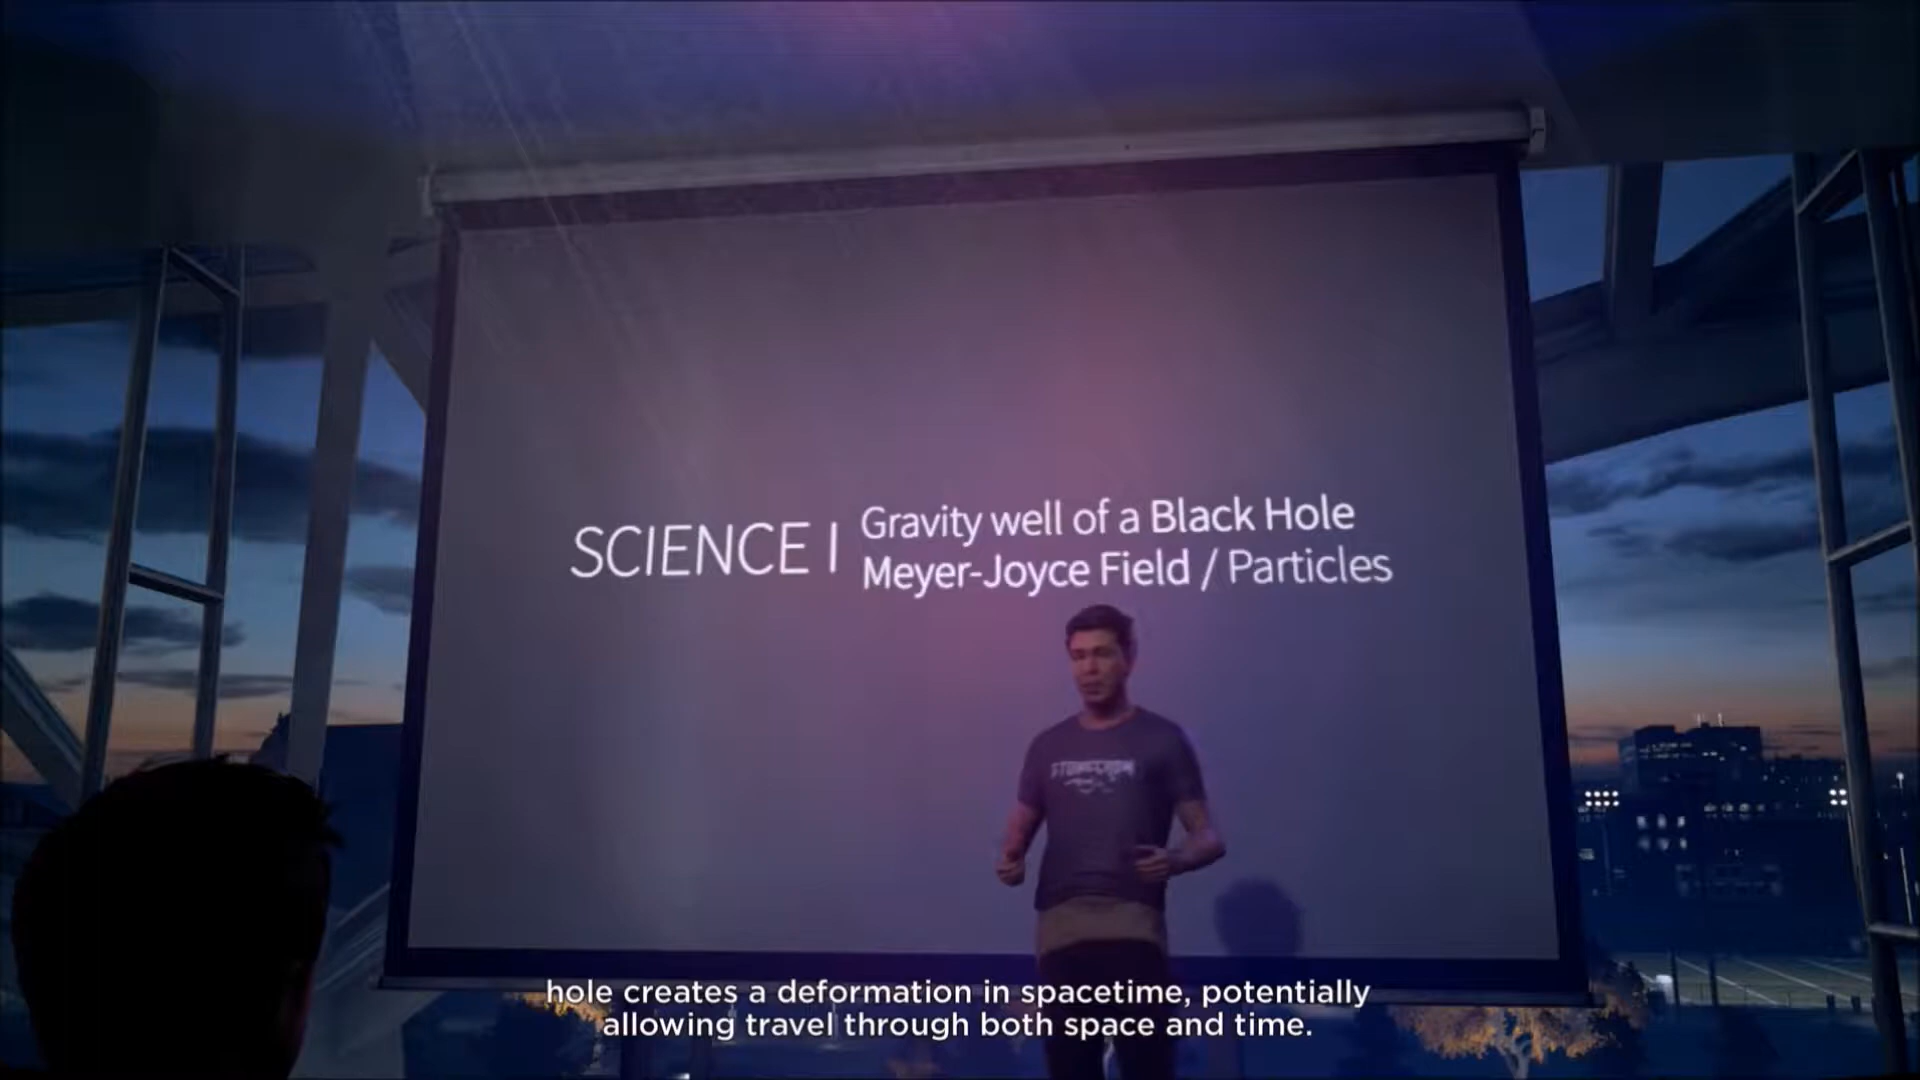 SCIENCE |
Gravity well of a Black Hole
Meyer-Joyce Field / Particles
hole creates a deformation in spacetime, potentially
allowing travel through both space and time.